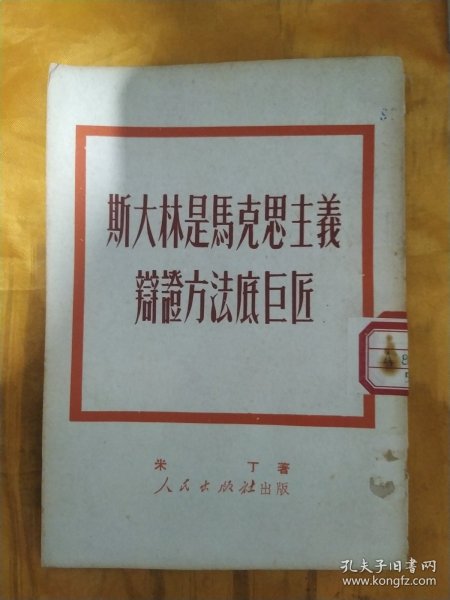 斯大林是馬克思主義
辯證方法底巨匠
米丁著
人民出版社出版
孔夫子旧书网
www.kongfz.com